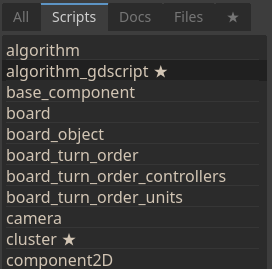 All Scripts Docs Files ★
algorithm
algorithm_gdscript ★
base_component
board
board_object
board_turn_order
board_turn_order_controllers
board_turn_order_units
camera
cluster ★
component2D